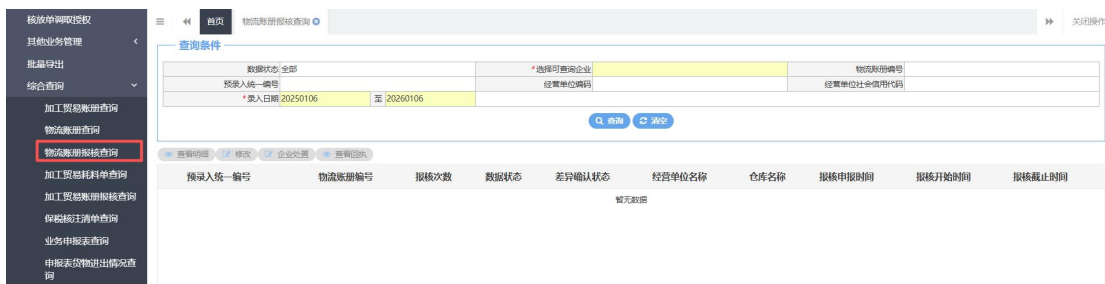 核放单调取授权
其他业务管理
批量导出
综合查询
加工贸易账册查询
物流账册查询
物流账册报核查询
加工贸易耗料单查询
加工贸易账册报核查询
保税核注清单查询
业务申报表查询
申报表货物进出情况查
询
首页 物流账册报核查询 关闭操作
查询条件
数据状态 全部 *选择可查询企业 物流账册编号
预录入统一编号 经营单位编码 经营单位社会信用代码
*录入日期 20250106 至 20260106
查询 清空
查看明细 修改 企业处置 查看回执
预录入统一编号 物流账册编号 报核次数 数据状态 差异确认状态 经营单位名称 仓库名称 报核申报时间 报核开始时间 报核截止时间
暂无数据